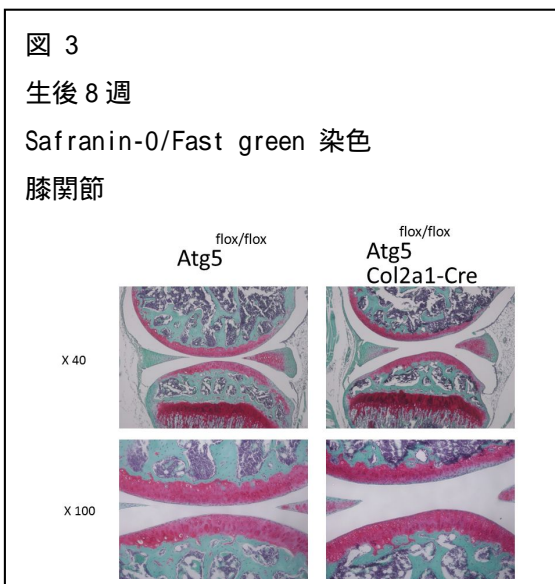 図 3
生後 8 週
Safranin-0/Fast green 染色
膝関節
Atg5 flox/flox
Atg5 flox/flox
Col2a1-Cre
X 40
X 100